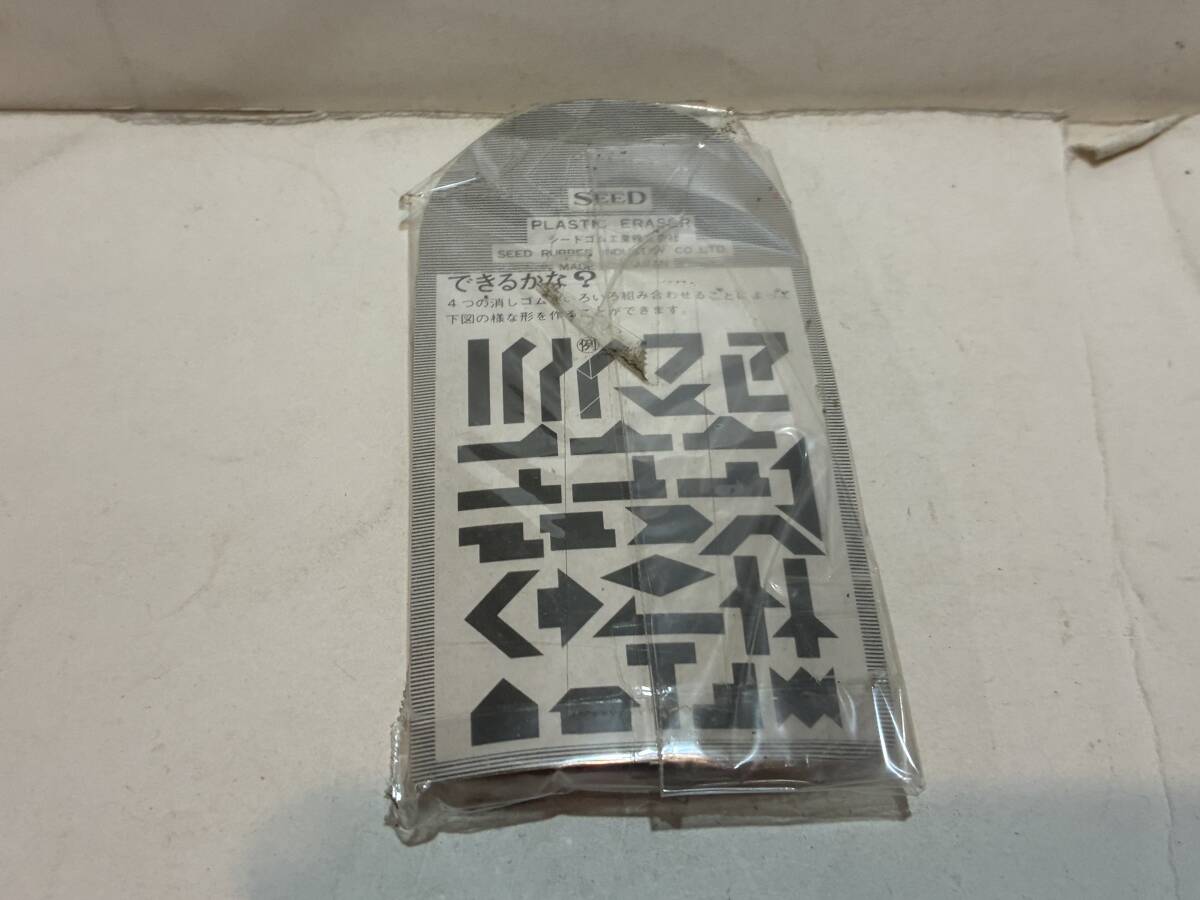 SEED
PLASTIC ERASER
シードゴム工業株式会社
SEED RUBBER INDUSTRY CO. LTD.
MADE
できるかな?
4つの消しゴム ろいろ組み合わせることによって
下図の様な形を作ることができます。
例